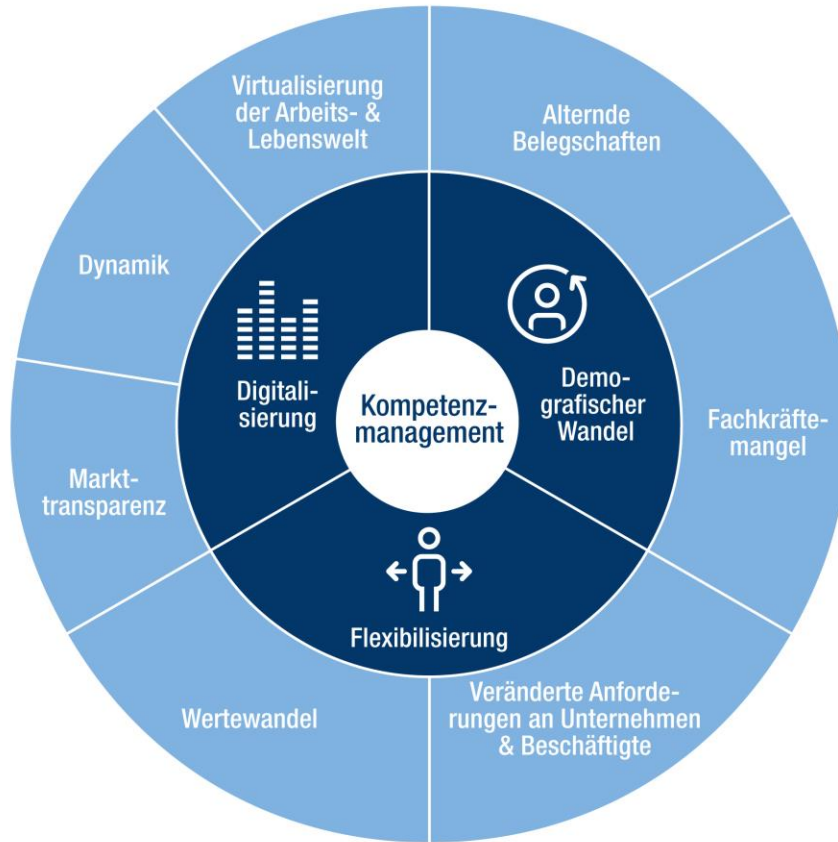 Virtualisierung
der Arbeits- &
Lebenswelt
Alternde
Belegschaften
Dynamik
Digitali-
sierung
Kompetenz-
management
Demo-
grafischer
Wandel
Fachkräfte-
mangel
Markt-
transparenz
Flexibilisierung
Wertewandel
Veränderte Anforde-
rungen an Unternehmen
& Beschäftigte